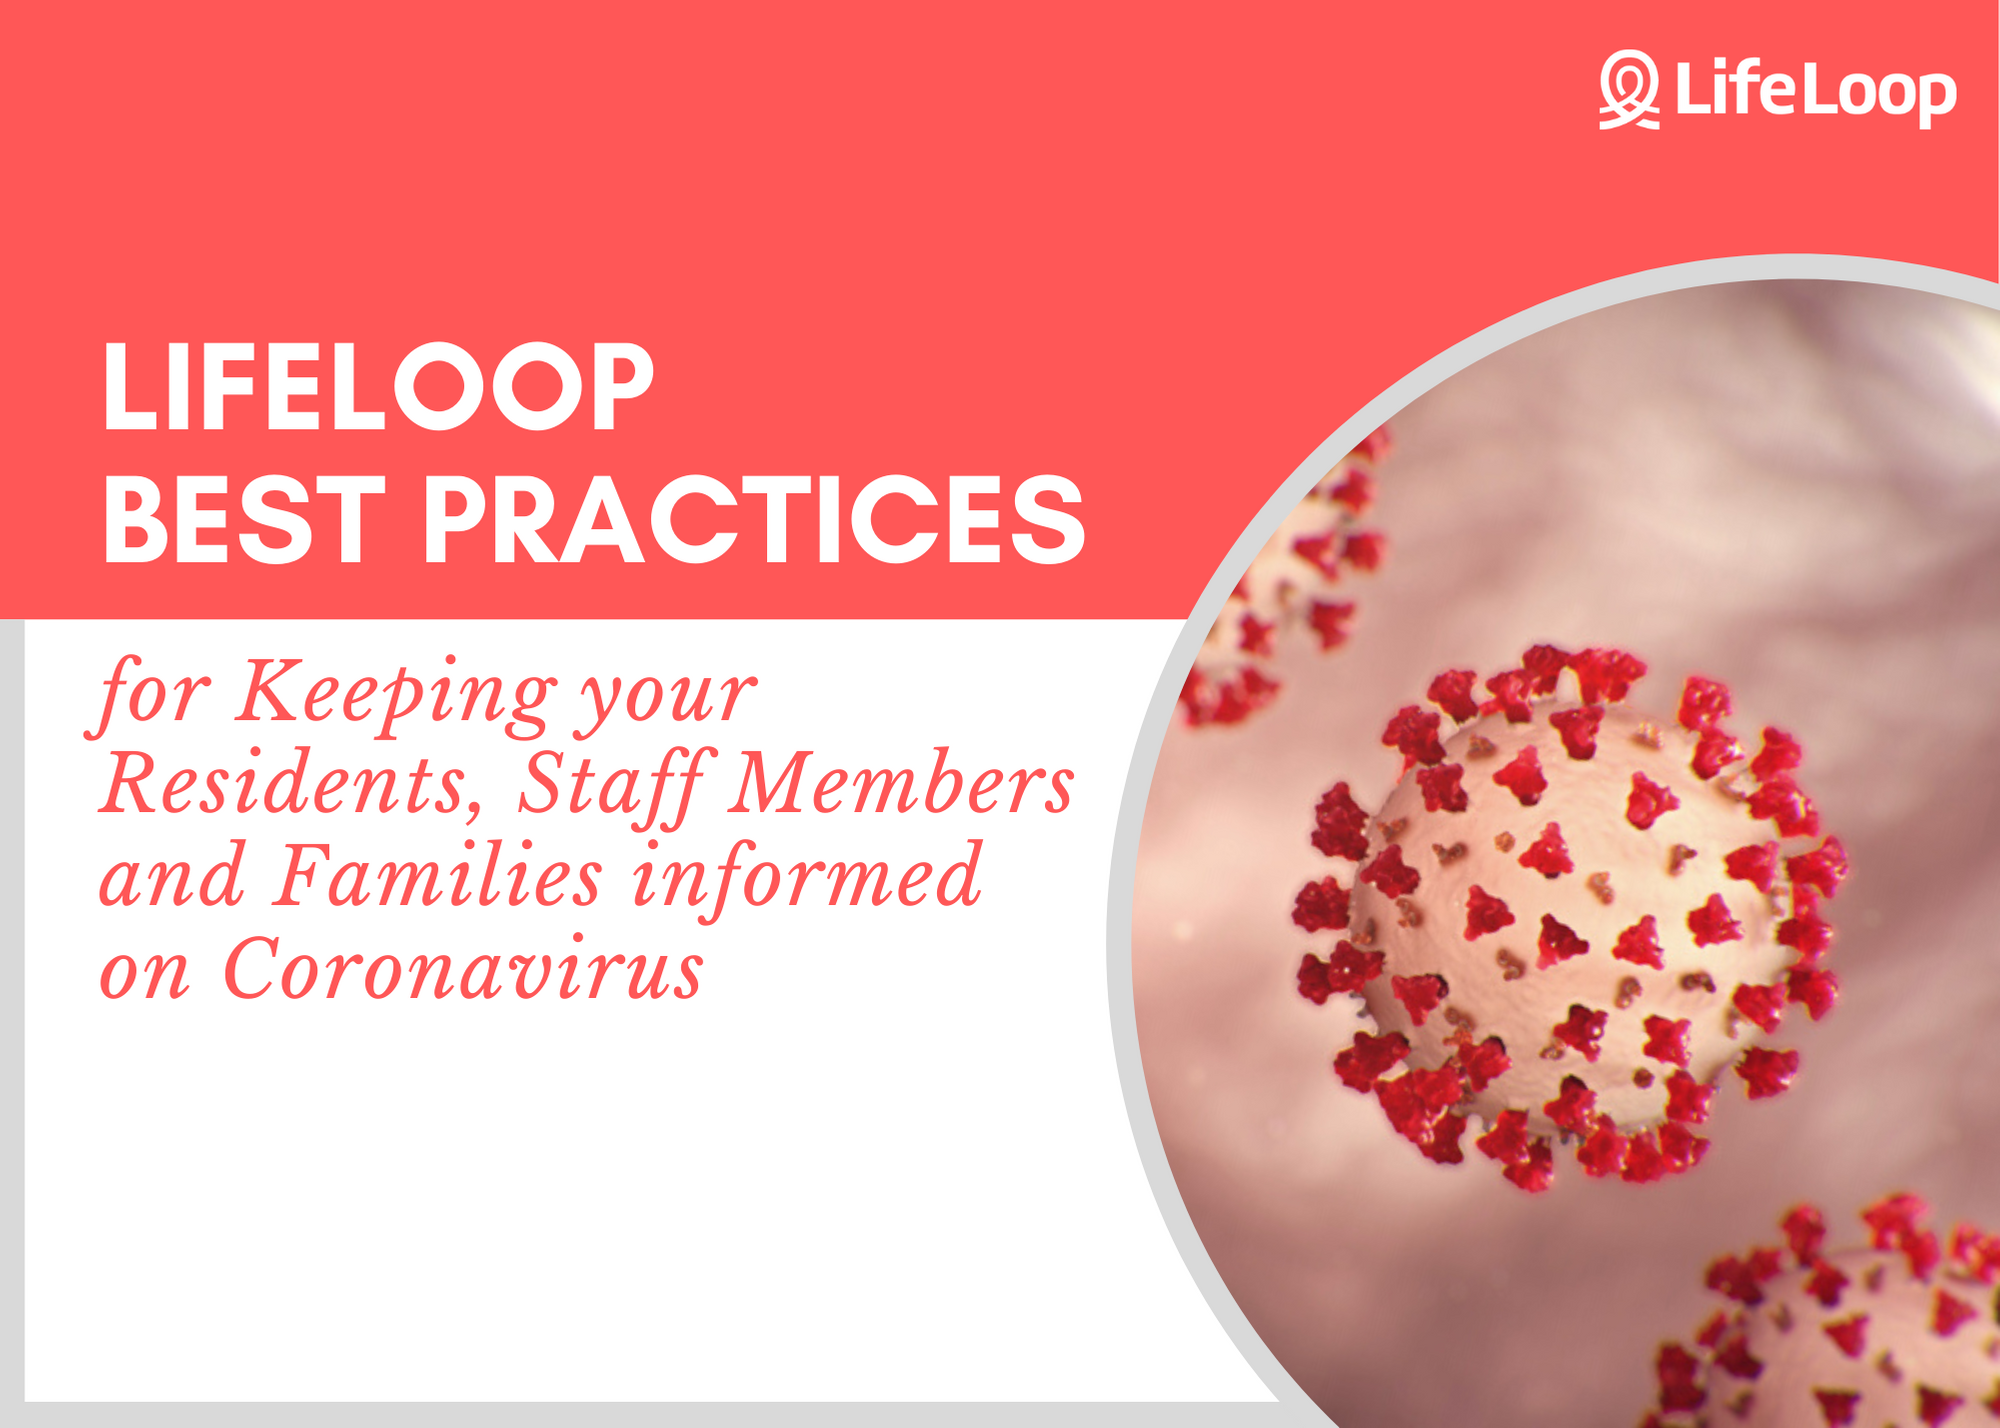 LifeLoop
LIFELOOP
BEST PRACTICES
for Keeping your
Residents, Staff Members
and Families informed
on Coronavirus